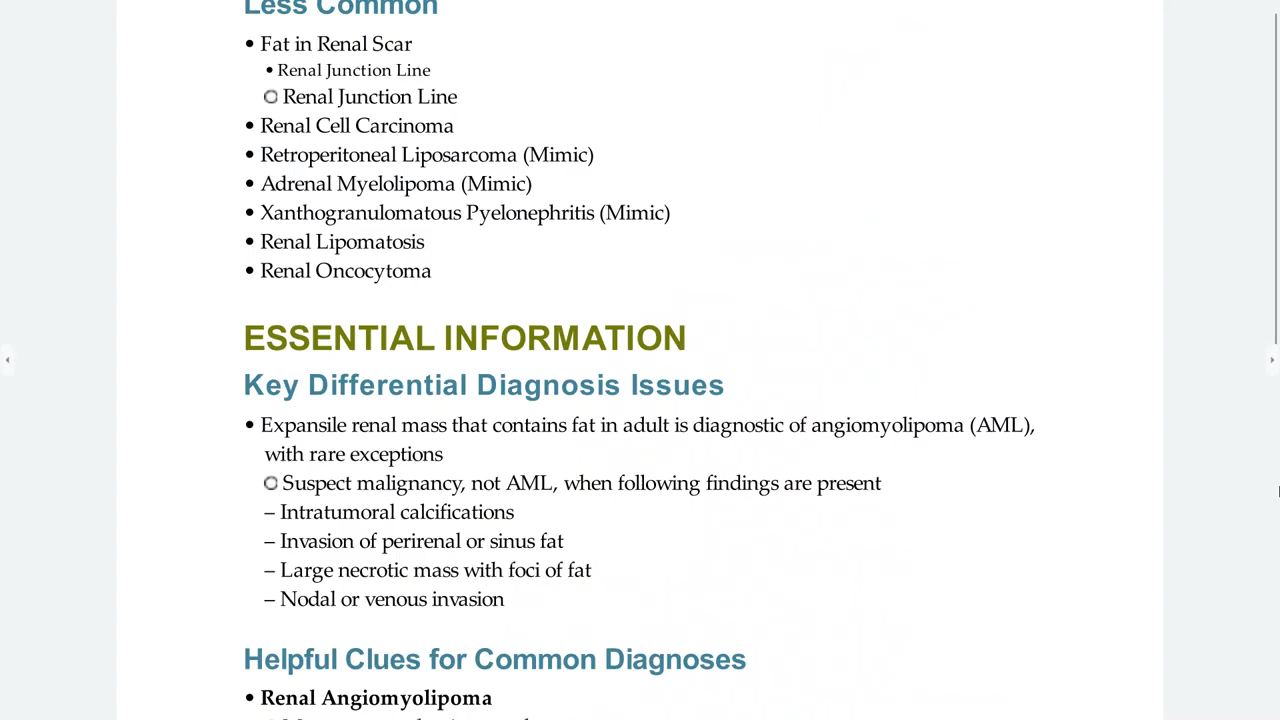 Less Common
• Fat in Renal Scar
• Renal Junction Line
○ Renal Junction Line
• Renal Cell Carcinoma
• Retroperitoneal Liposarcoma (Mimic)
• Adrenal Myelolipoma (Mimic)
• Xanthogranulomatous Pyelonephritis (Mimic)
• Renal Lipomatosis
• Renal Oncocytoma
ESSENTIAL INFORMATION
Key Differential Diagnosis Issues
• Expansile renal mass that contains fat in adult is diagnostic of angiomyolipoma (AML),
with rare exceptions
○ Suspect malignancy, not AML, when following findings are present
– Intratumoral calcifications
– Invasion of perirenal or sinus fat
– Large necrotic mass with foci of fat
– Nodal or venous invasion
Helpful Clues for Common Diagnoses
• Renal Angiomyolipoma